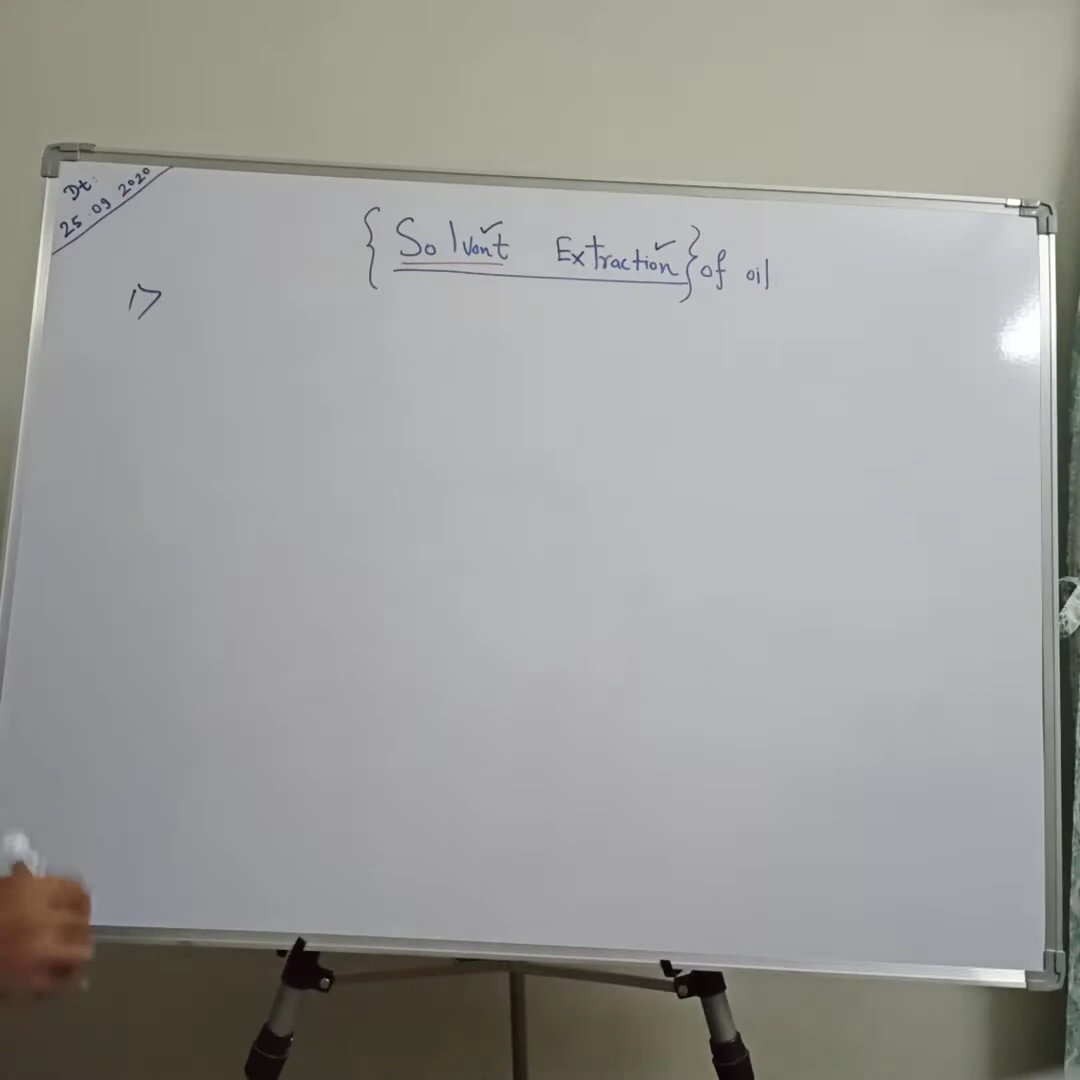 Dt:
25.09 2020
{Solvent Extraction} of oil
1>